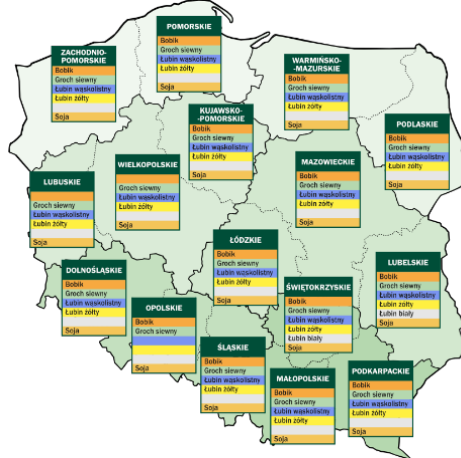 POMORSKIE
Bobik
Groch siewny
Łubin wąskolistny
Łubin żółty
Soja
ZACHODNIO-
POMORSKIE
Bobik
Groch siewny
Łubin wąskolistny
Łubin żółty
Soja
WARMIŃSKO-
-MAZURSKIE
Bobik
Groch siewny
Łubin wąskolistny
Łubin żółty
Soja
KUJAWSKO-
-POMORSKIE
Bobik
Groch siewny
Łubin wąskolistny
Łubin żółty
Soja
PODLASKIE
Bobik
Groch siewny
Łubin wąskolistny
Łubin żółty
Soja
WIELKOPOLSKIE
Groch siewny
Łubin wąskolistny
Łubin żółty
Soja
MAZOWIECKIE
Bobik
Groch siewny
Łubin wąskolistny
Łubin żółty
Soja
LUBUSKIE
Groch siewny
Łubin wąskolistny
Łubin żółty
Soja
ŁÓDZKIE
Bobik
Groch siewny
Łubin wąskolistny
Łubin żółty
Soja
LUBELSKIE
Bobik
Groch siewny
Łubin wąskolistny
Łubin żółty
Łubin biały
Soja
DOLNOŚLĄSKIE
Bobik
Groch siewny
Łubin wąskolistny
Łubin żółty
Soja
ŚWIĘTOKRZYSKIE
Bobik
Groch siewny
Łubin wąskolistny
Łubin żółty
Łubin biały
Soja
OPOLSKIE
Bobik
Groch siewny
Soja
ŚLĄSKIE
Bobik
Groch siewny
Łubin wąskolistny
Łubin żółty
Soja
MAŁOPOLSKIE
Bobik
Groch siewny
Łubin wąskolistny
Łubin żółty
Soja
PODKARPACKIE
Bobik
Groch siewny
Łubin wąskolistny
Łubin żółty
Soja